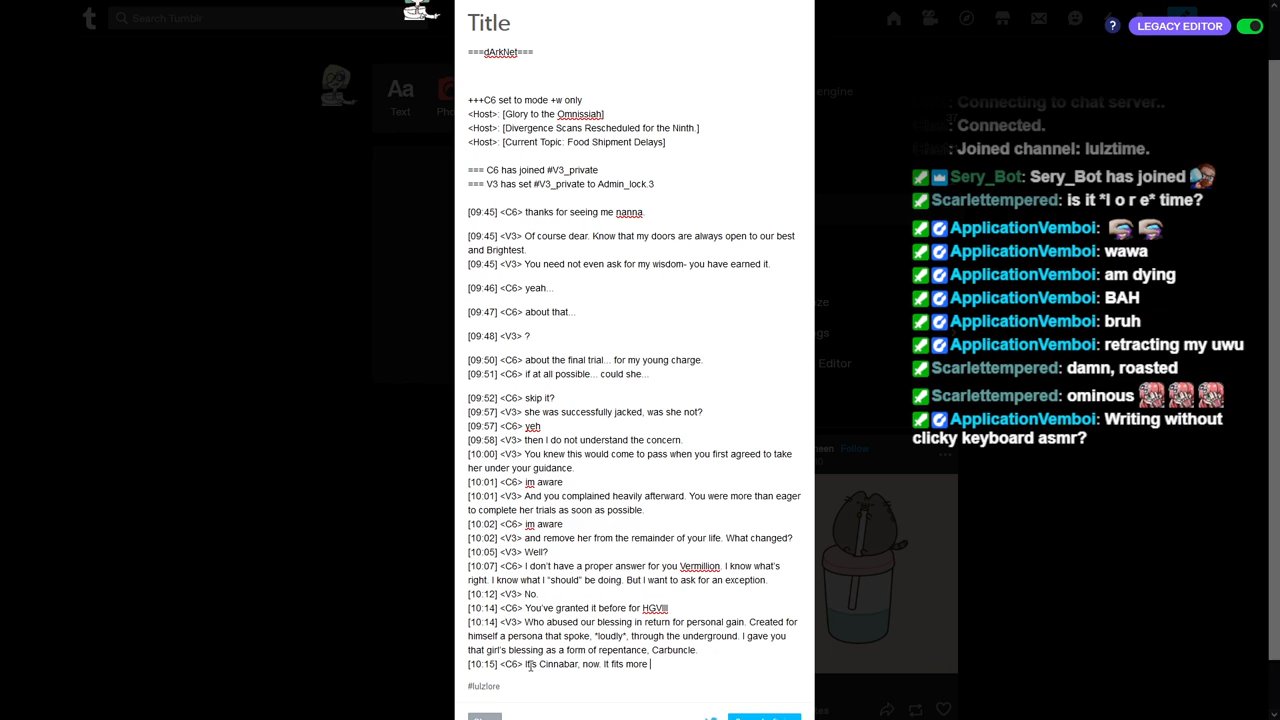 Search Tumblr
Title
? LEGACY EDITOR
===dArkNet===
Aa
Text
+++C6 set to mode +w only
<Host>: [Glory to the Omnissiah]
<Host>: [Divergence Scans Rescheduled for the Ninth.]
<Host>: [Current Topic: Food Shipment Delays]
=== C6 has joined #V3_private
=== V3 has set #V3_private to Admin_lock.3
[09:45] <C6> thanks for seeing me nanna.
[09:45] <V3> Of course dear. Know that my doors are always open to our best
and Brightest.
[09:45] <V3> You need not even ask for my wisdom- you have earned it.
[09:46] <C6> yeah...
[09:47] <C6> about that...
[09:48] <V3> ?
[09:50] <C6> about the final trial... for my young charge.
[09:51] <C6> if at all possible... could she...
[09:52] <C6> skip it?
[09:57] <V3> she was successfully jacked, was she not?
[09:57] <C6> yeh
[09:58] <V3> then I do not understand the concern.
[10:00] <V3> You knew this would come to pass when you first agreed to take
her under your guidance.
[10:01] <C6> im aware
[10:01] <V3> And you complained heavily afterward. You were more than eager
to complete her trials as soon as possible.
[10:02] <C6> im aware
[10:02] <V3> and remove her from the remainder of your life. What changed?
[10:05] <V3> Well?
[10:07] <C6> I don't have a proper answer for you Vermillion. I know what's
right. I know what I “should” be doing. But I want to ask for an exception.
[10:12] <V3> No.
[10:14] <C6> You've granted it before for HGVIII
[10:14] <V3> Who abused our blessing in return for personal gain. Created for
himself a persona that spoke, *loudly*, through the underground. I gave you
that girl's blessing as a form of repentance, Carbuncle.
[10:15] <C6> It's Cinnabar, now. It fits more
#lulzlore
engine
Editor
Follow
: Connecting to chat server..
: Connected.
: Joined channel: lulztime.
Sery_Bot: Sery_Bot has joined
Scarlettempered: is it *l o r e* time?
ApplicationVemboi:
ApplicationVemboi: wawa
ApplicationVemboi: am dying
ApplicationVemboi: BAH
ApplicationVemboi: bruh
ApplicationVemboi: retracting my uwu
Scarlettempered: damn, roasted
Scarlettempered: ominous
ApplicationVemboi: Writing without
clicky keyboard asmr?